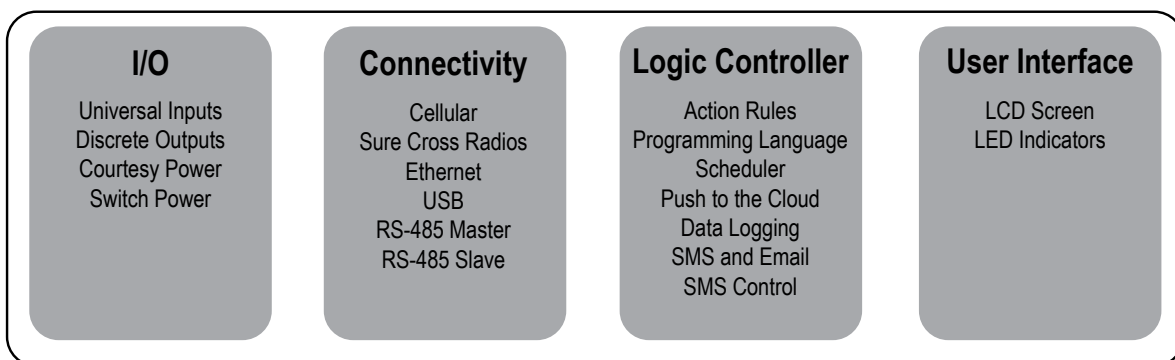 I/O
Universal Inputs
Discrete Outputs
Courtesy Power
Switch Power
Connectivity
Cellular
Sure Cross Radios
Ethernet
USB
RS-485 Master
RS-485 Slave
Logic Controller
Action Rules
Programming Language
Scheduler
Push to the Cloud
Data Logging
SMS and Email
SMS Control
User Interface
LCD Screen
LED Indicators